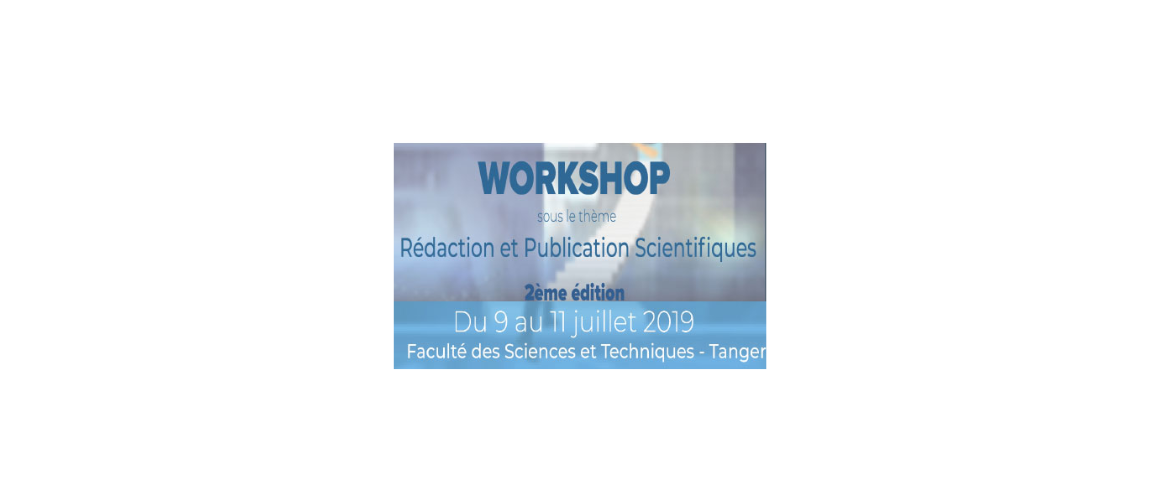 WORKSHOP
sous le thème
Rédaction et Publication Scientifiques
2ème édition
Du 9 au 11 juillet 2019
Faculté des Sciences et Techniques - Tanger